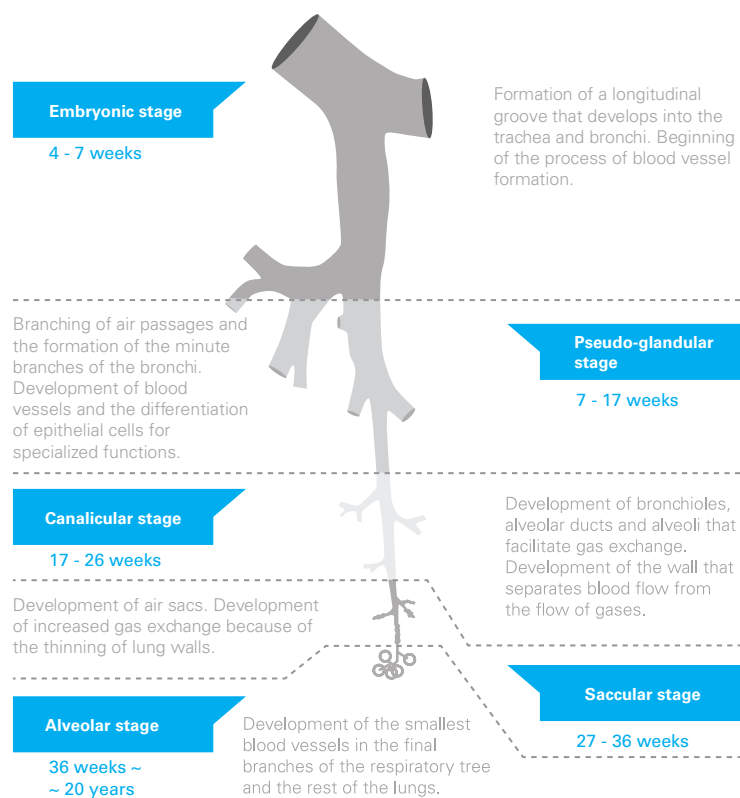 Embryonic stage
4 - 7 weeks
Formation of a longitudinal
groove that develops into the
trachea and bronchi. Beginning
of the process of blood vessel
formation.
Branching of air passages and
the formation of the minute
branches of the bronchi.
Development of blood
vessels and the differentiation
of epithelial cells for
specialized functions.
Pseudo-glandular
stage
7 - 17 weeks
Canalicular stage
17 - 26 weeks
Development of bronchioles,
alveolar ducts and alveoli that
facilitate gas exchange.
Development of the wall that
separates blood flow from
the flow of gases.
Development of air sacs. Development
of increased gas exchange because of
the thinning of lung walls.
Saccular stage
27 - 36 weeks
Alveolar stage
36 weeks ~
~ 20 years
Development of the smallest
blood vessels in the final
branches of the respiratory tree
and the rest of the lungs.